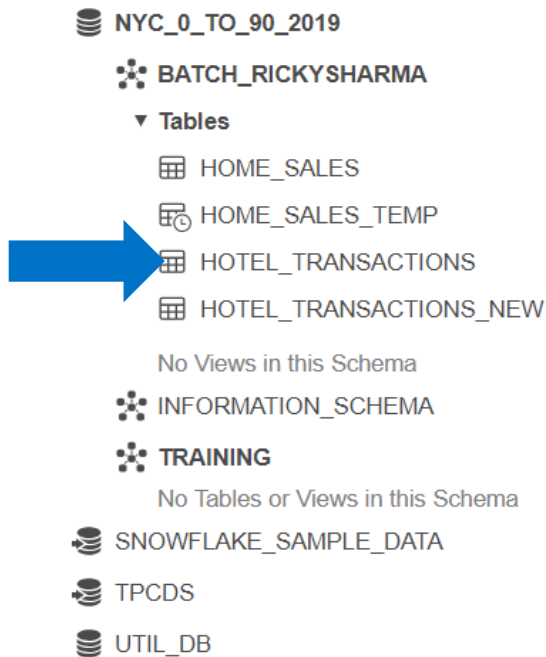 NYC_0_TO_90_2019
BATCH_RICKYSHARMA
Tables
HOME_SALES
HOME_SALES_TEMP
HOTEL_TRANSACTIONS
HOTEL_TRANSACTIONS_NEW
No Views in this Schema
INFORMATION_SCHEMA
TRAINING
No Tables or Views in this Schema
SNOWFLAKE_SAMPLE_DATA
TPCDS
UTIL_DB